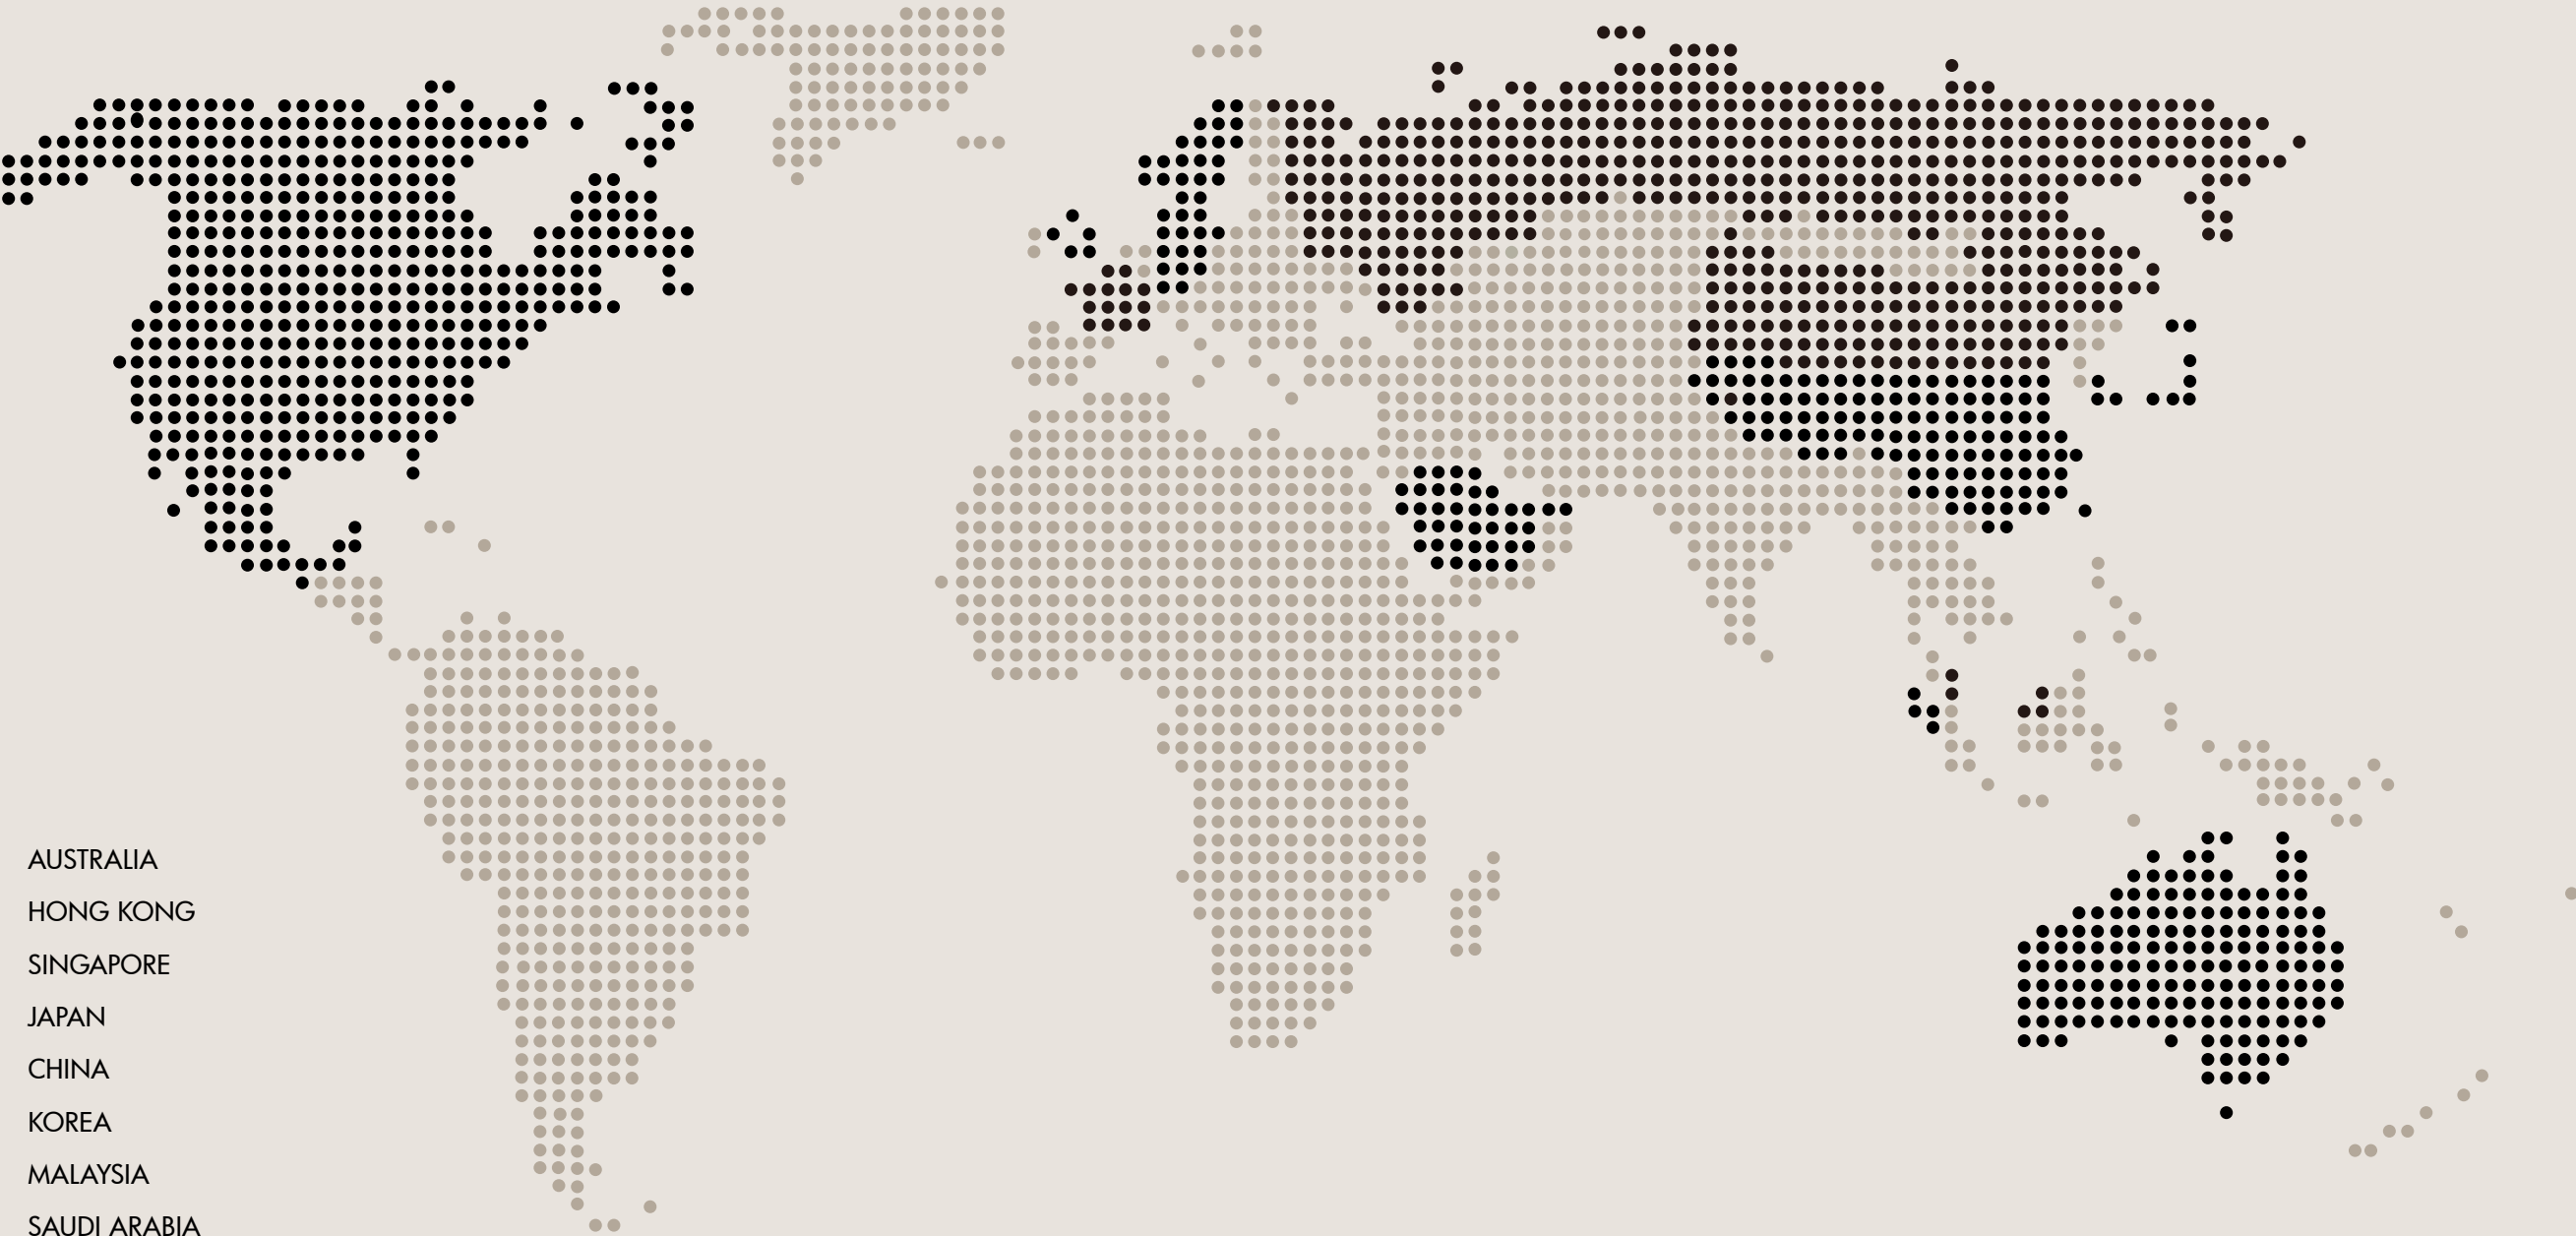 AUSTRALIA
HONG KONG
SINGAPORE
JAPAN
CHINA
KOREA
MALAYSIA
SAUDI ARABIA